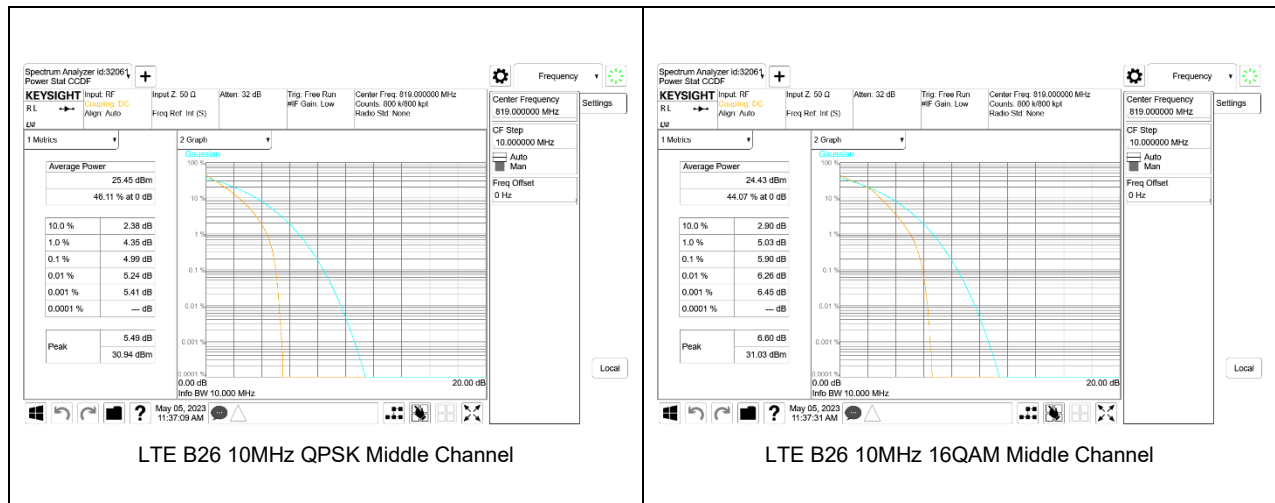 Spectrum Analyzer id:32061
Power Stat CCDF
Frequency
KEYSIGHT
Input: RF
Input Z: 50 Ω
Atten: 32 dB
Trig: Free Run
Center Freq: 819.000000 MHz
Coupling: DC
#IF Gain: Low
Counts: 800 k/800 kpt
R L
Align: Auto
Freq Ref: Int (S)
Radio Std: None
Center Frequency
819.000000 MHz
Settings
CF Step
10.000000 MHz
Auto
Man
Freq Offset
0 Hz
1 Metrics
2 Graph
Average Power
25.45 dBm
46.11 % at 0 dB
10.0 % 2.38 dB
1.0 % 4.35 dB
0.1 % 4.99 dB
0.01 % 5.24 dB
0.001 % 5.41 dB
0.0001 % --- dB
Peak
5.49 dB
30.94 dBm
Gaussian
100 %
10 %
1 %
0.1 %
0.01 %
0.001 %
0.0001 %
0.00 dB 20.00 dB
Info BW 10.000 MHz
Local
?
May 05, 2023
11:37:09 AM
LTE B26 10MHz QPSK Middle Channel
Spectrum Analyzer id:32061
Power Stat CCDF
Frequency
KEYSIGHT
Input: RF
Input Z: 50 Ω
Atten: 32 dB
Trig: Free Run
Center Freq: 819.000000 MHz
Coupling: DC
#IF Gain: Low
Counts: 800 k/800 kpt
R L
Align: Auto
Freq Ref: Int (S)
Radio Std: None
Center Frequency
819.000000 MHz
Settings
CF Step
10.000000 MHz
Auto
Man
Freq Offset
0 Hz
1 Metrics
2 Graph
Average Power
24.43 dBm
44.07 % at 0 dB
10.0 % 2.90 dB
1.0 % 5.03 dB
0.1 % 5.90 dB
0.01 % 6.26 dB
0.001 % 6.45 dB
0.0001 % --- dB
Peak
6.60 dB
31.03 dBm
Gaussian
100 %
10 %
1 %
0.1 %
0.01 %
0.001 %
0.0001 %
0.00 dB 20.00 dB
Info BW 10.000 MHz
Local
?
May 05, 2023
11:37:31 AM
LTE B26 10MHz 16QAM Middle Channel